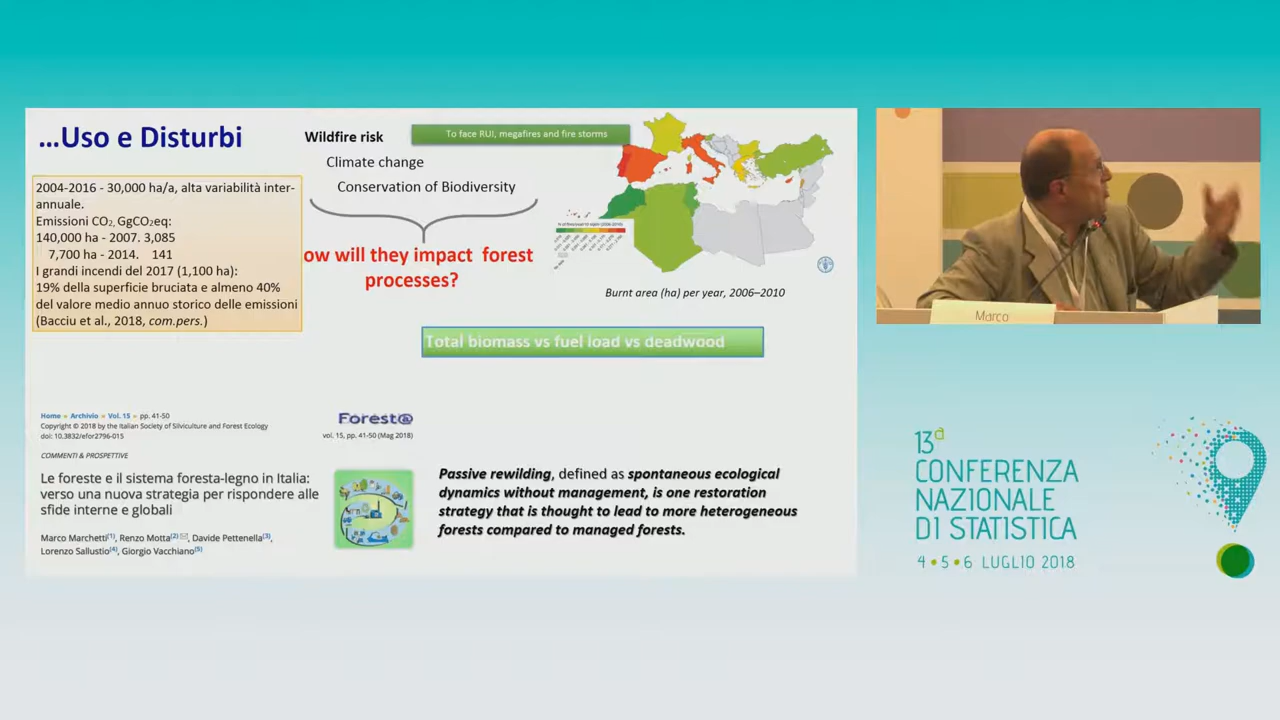 ...Uso e Disturbi
Wildfire risk
To face RUI, megafires and fire storms
Climate change
Conservation of Biodiversity
ow will they impact forest
processes?
2004-2016 - 30,000 ha/a, alta variabilità inter-
annuale.
Emissioni CO2, GgCO2eq:
140,000 ha - 2007. 3,085
7,700 ha - 2014. 141
I grandi incendi del 2017 (1,100 ha):
19% della superficie bruciata e almeno 40%
del valore medio annuo storico delle emissioni
(Bacciu et al., 2018, com.pers.)
Burnt area (ha) per year, 2006–2010
Total biomass vs fuel load vs deadwood
Home » Archivio » Vol. 15 » pp. 41-50
Copyright © 2018 by the Italian Society of Silviculture and Forest Ecology
doi: 10.3832/efor2796-015
COMMENTI & PROSPETTIVE
Le foreste e il sistema foresta-legno in Italia:
verso una nuova strategia per rispondere alle
sfide interne e globali
Marco Marchetti(1), Renzo Motta(2), Davide Pettenella(3),
Lorenzo Sallustio(4), Giorgio Vacchiano(5)
Forest@
vol. 15, pp. 41-50 (Mag 2018)
Passive rewilding, defined as spontaneous ecological
dynamics without management, is one restoration
strategy that is thought to lead to more heterogeneous
forests compared to managed forests.
Marco
13a
CONFERENZA
NAZIONALE
DI STATISTICA
4 • 5 • 6 LUGLIO 2018